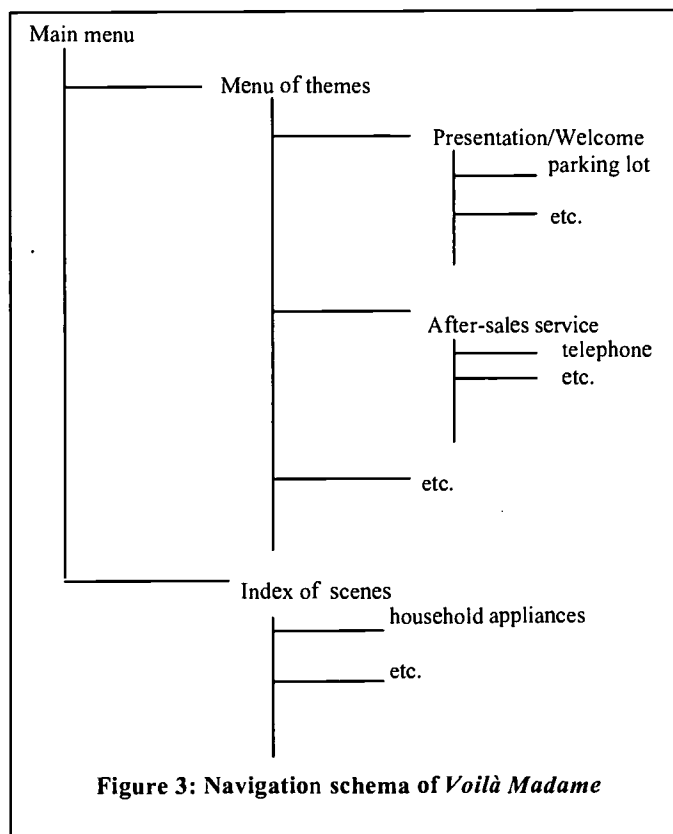 Main menu
Menu of themes
Presentation/Welcome
parking lot
etc.
After-sales service
telephone
etc.
etc.
Index of scenes
household appliances
etc.
Figure 3: Navigation schema of Voilà Madame